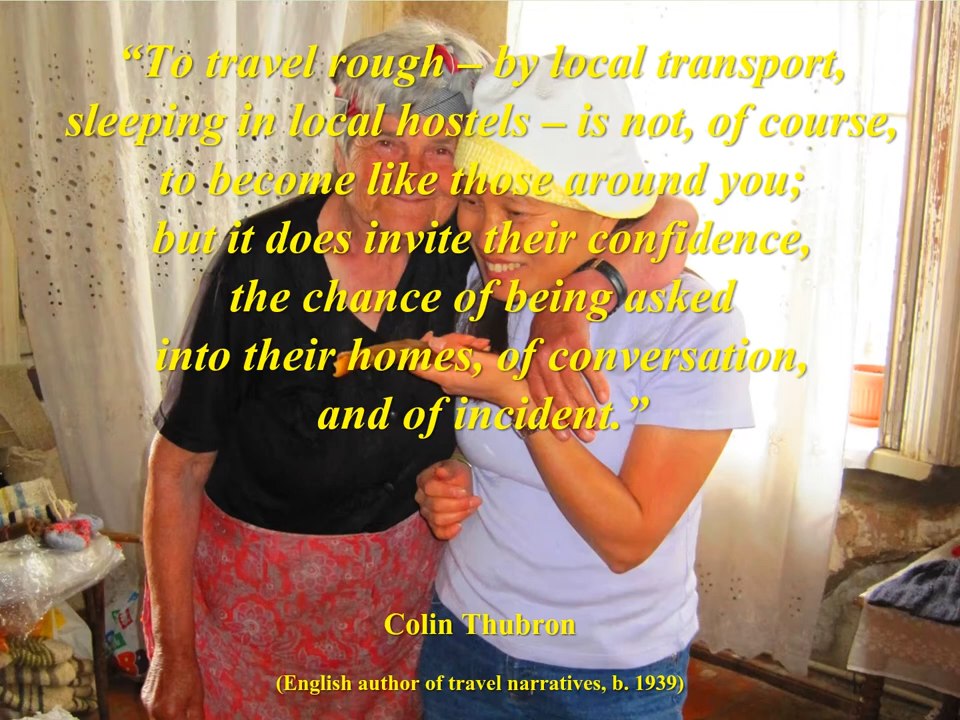 “To travel rough – by local transport,
sleeping in local hostels – is not, of course,
to become like those around you;
but it does invite their confidence,
the chance of being asked
into their homes, of conversation,
and of incident.”
Colin Thubron
(English author of travel narratives, b. 1939)